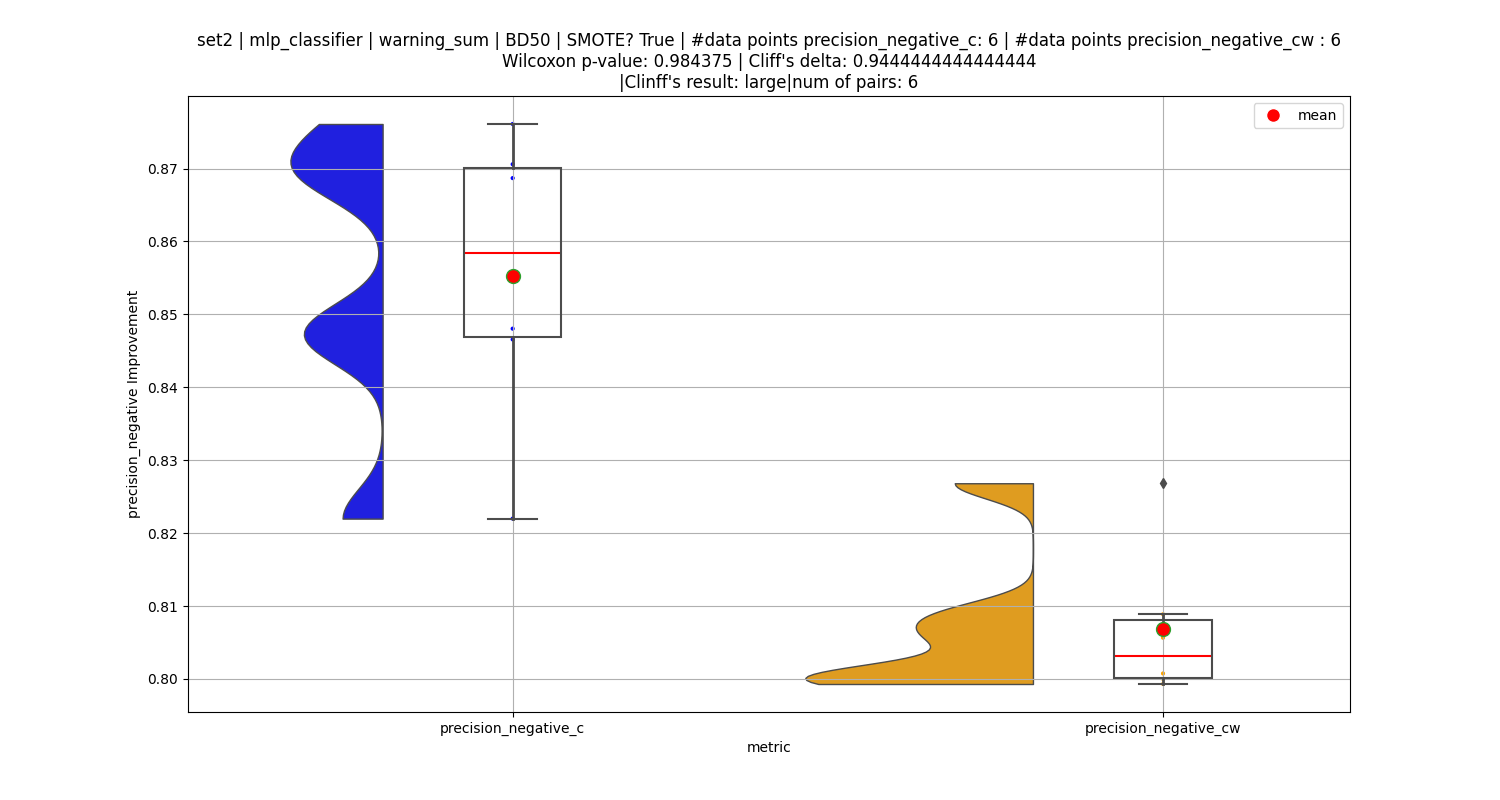 set2 | mlp_classifier | warning_sum | BD50 | SMOTE? True | #data points precision_negative_c: 6 | #data points precision_negative_cw : 6
Wilcoxon p-value: 0.984375 | Cliff's delta: 0.9444444444444444
|Clinff's result: large|num of pairs: 6
mean
0.87
0.86
0.85
0.84
0.83
0.82
0.81
0.80
precision_negative Improvement
precision_negative_c
precision_negative_cw
metric